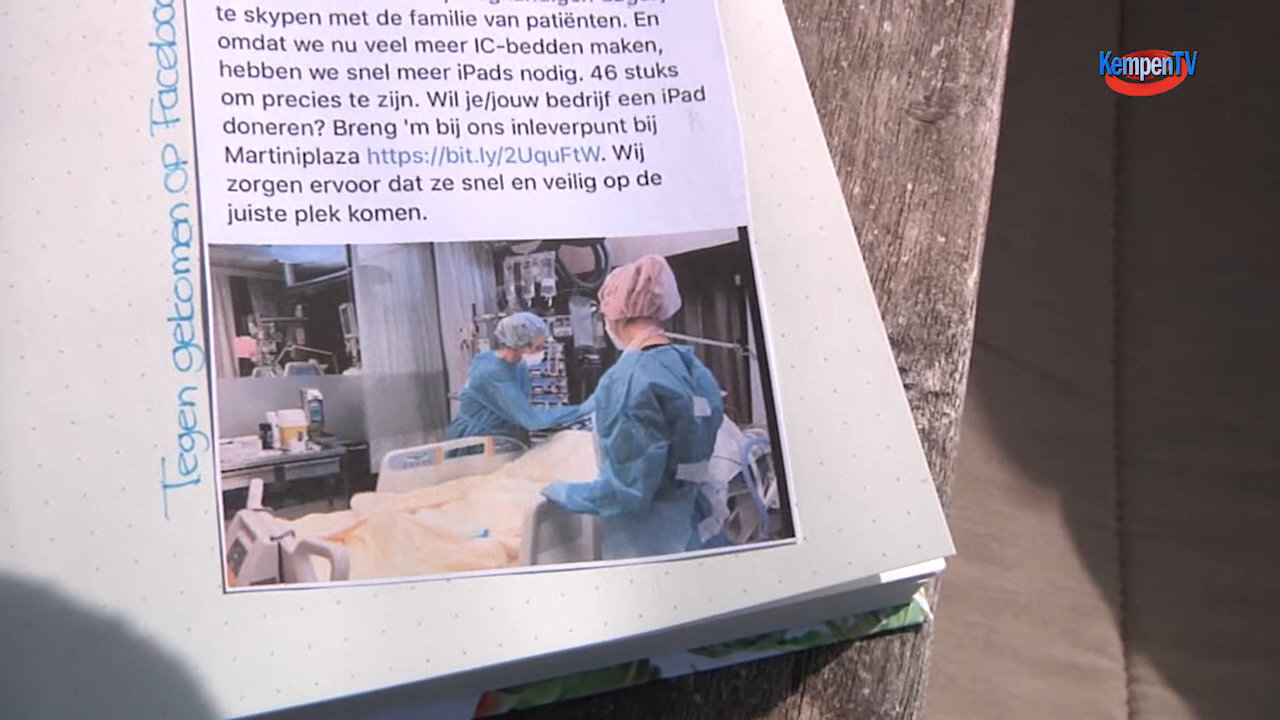 te skypen met de familie van patiënten. En
omdat we nu veel meer IC-bedden maken,
hebben we snel meer iPads nodig. 46 stuks
om precies te zijn. Wil je/jouw bedrijf een iPad
doneren? Breng 'm bij ons inleverpunt bij
Martiniplaza https://bit.ly/2UquFtW. Wij
zorgen ervoor dat ze snel en veilig op de
juiste plek komen.
Tegen gekomen op
KempenTV